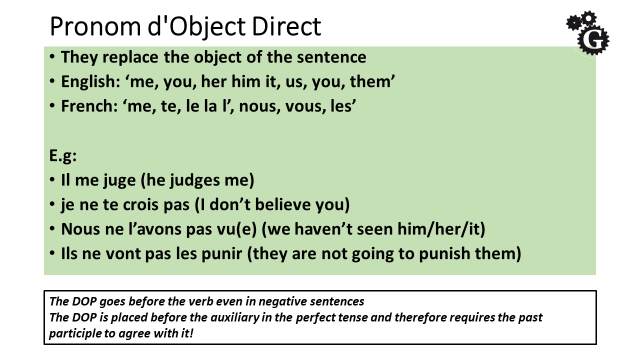 Pronom d'Object Direct
G
• They replace the object of the sentence
• English: ‘me, you, her him it, us, you, them’
• French: ‘me, te, le la l’, nous, vous, les’
E.g:
• Il me juge (he judges me)
• je ne te crois pas (I don’t believe you)
• Nous ne l’avons pas vu(e) (we haven’t seen him/her/it)
• Ils ne vont pas les punir (they are not going to punish them)
The DOP goes before the verb even in negative sentences
The DOP is placed before the auxiliary in the perfect tense and therefore requires the past
participle to agree with it!